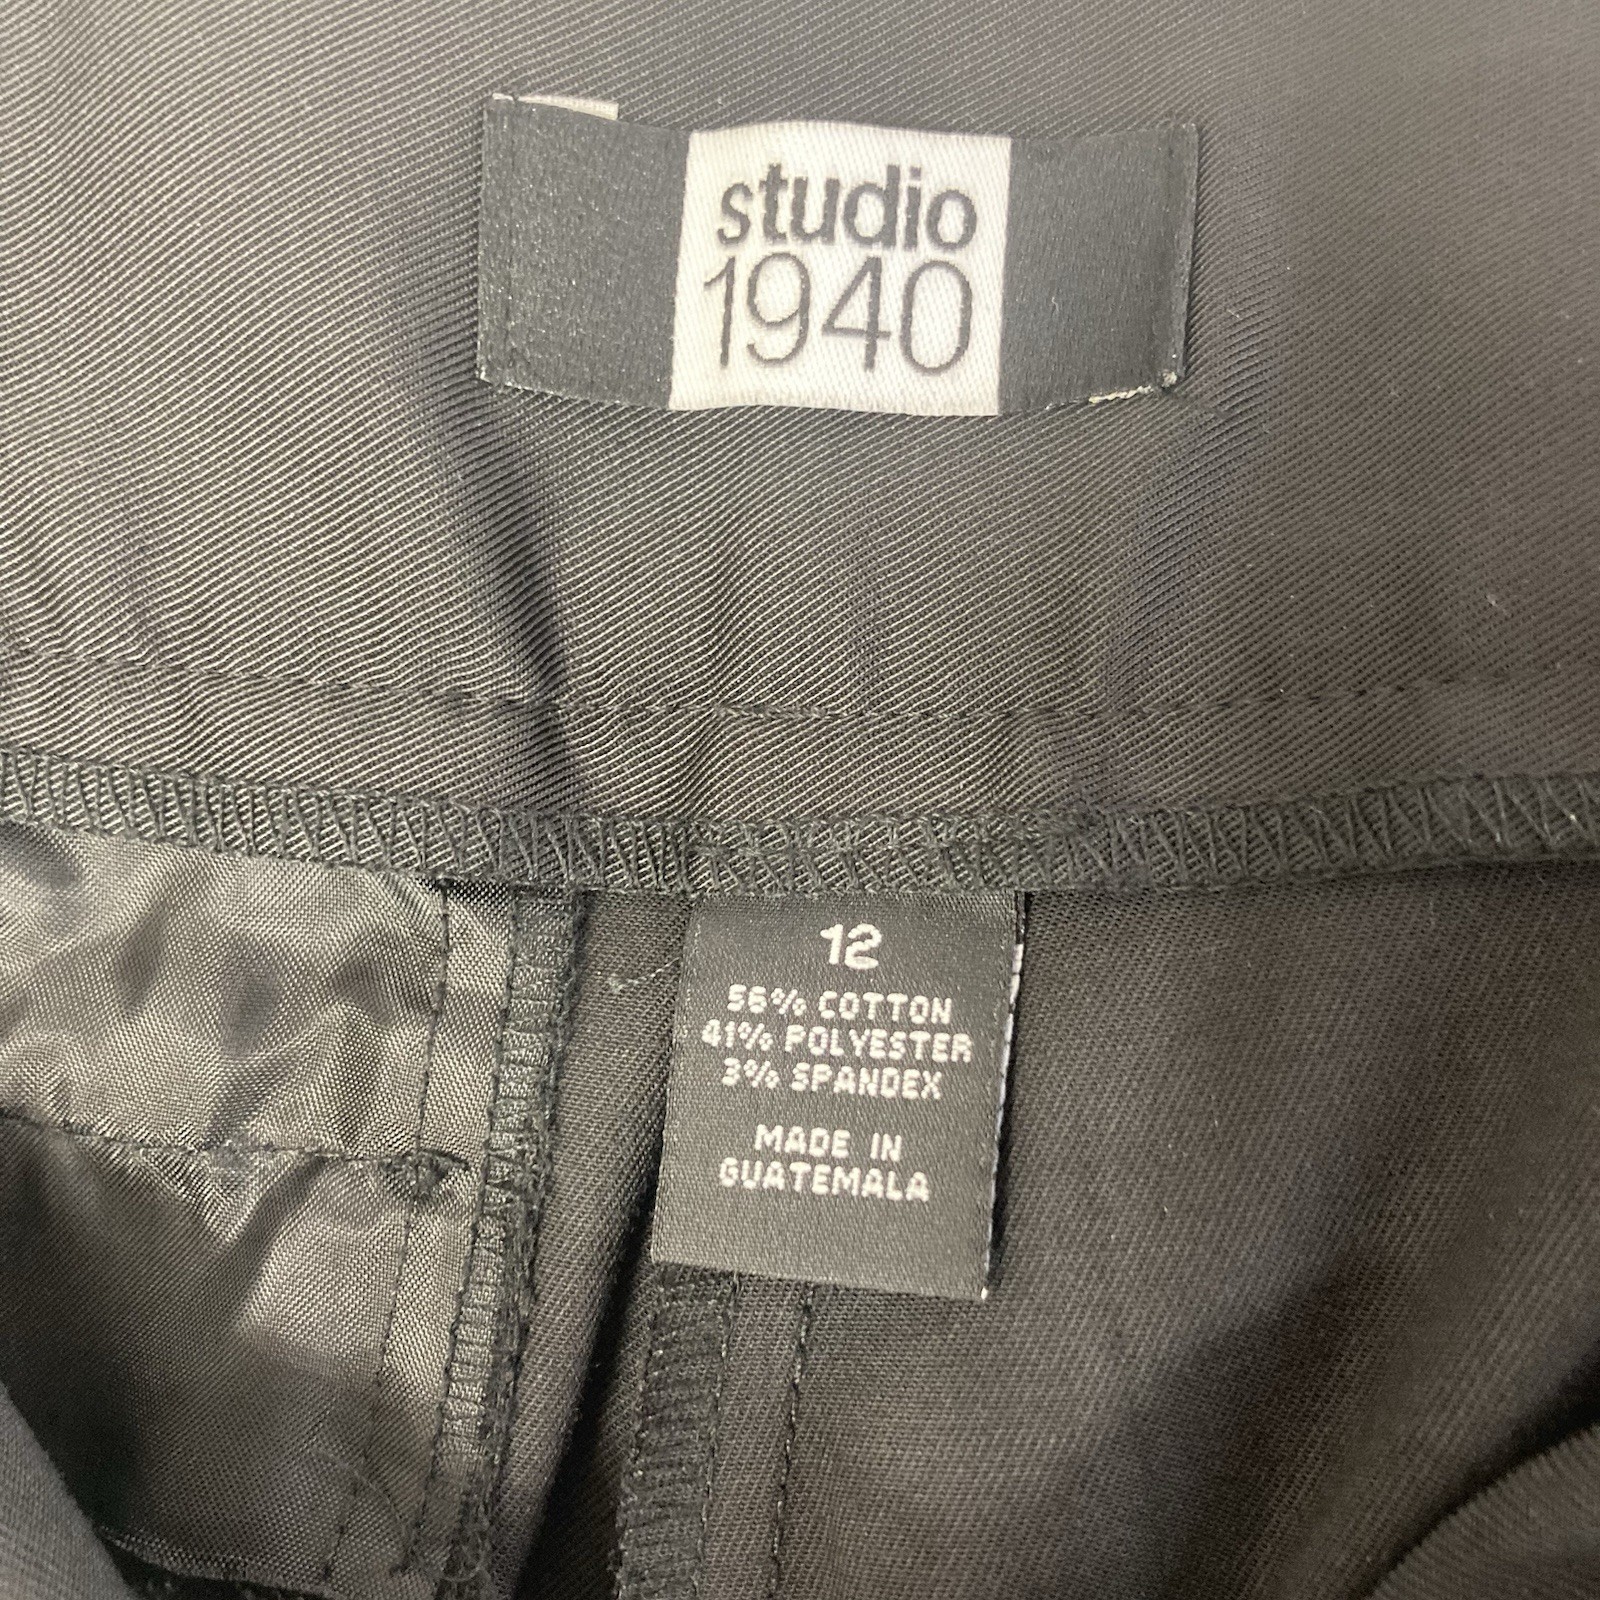 studio
1940
12
56% COTTON
41% POLYESTER
3% SPANDEX
MADE IN
GUATEMALA